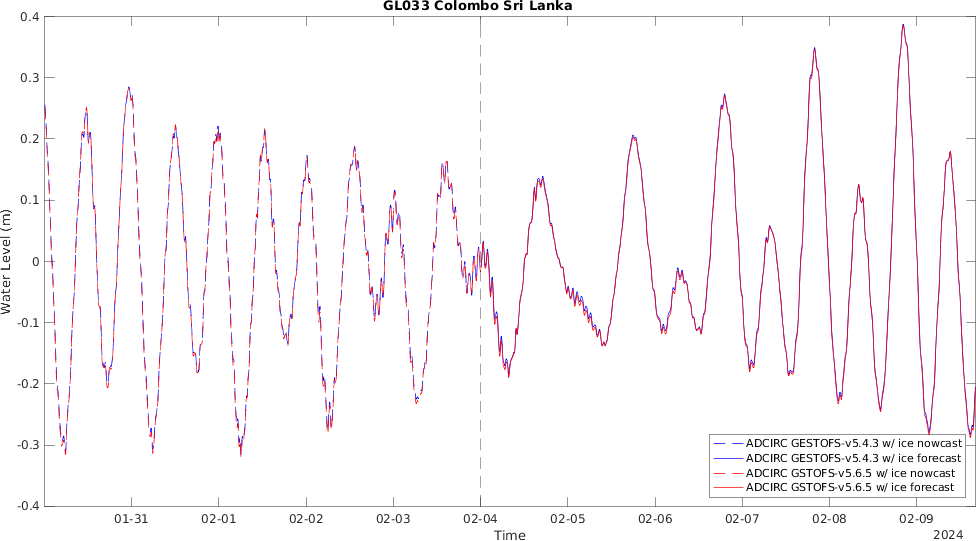 GL033 Colombo Sri Lanka
Water Level (m)
0.4
0.3
0.2
0.1
0
-0.1
-0.2
-0.3
-0.4
01-31 02-01 02-02 02-03 02-04 02-05 02-06 02-07 02-08 02-09
Time
2024
ADCIRC GESTOFS-v5.4.3 w/ ice nowcast
ADCIRC GESTOFS-v5.4.3 w/ ice forecast
ADCIRC GSTOFS-v5.6.5 w/ ice nowcast
ADCIRC GSTOFS-v5.6.5 w/ ice forecast